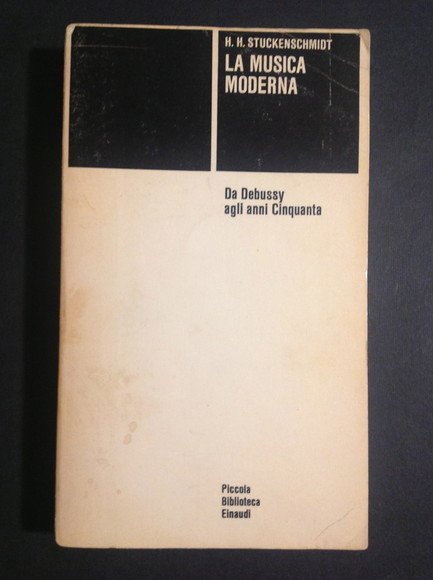 H. H. STUCKENSCHMIDT
LA MUSICA
MODERNA
Da Debussy
agli anni Cinquanta
Piccola
Biblioteca
Einaudi